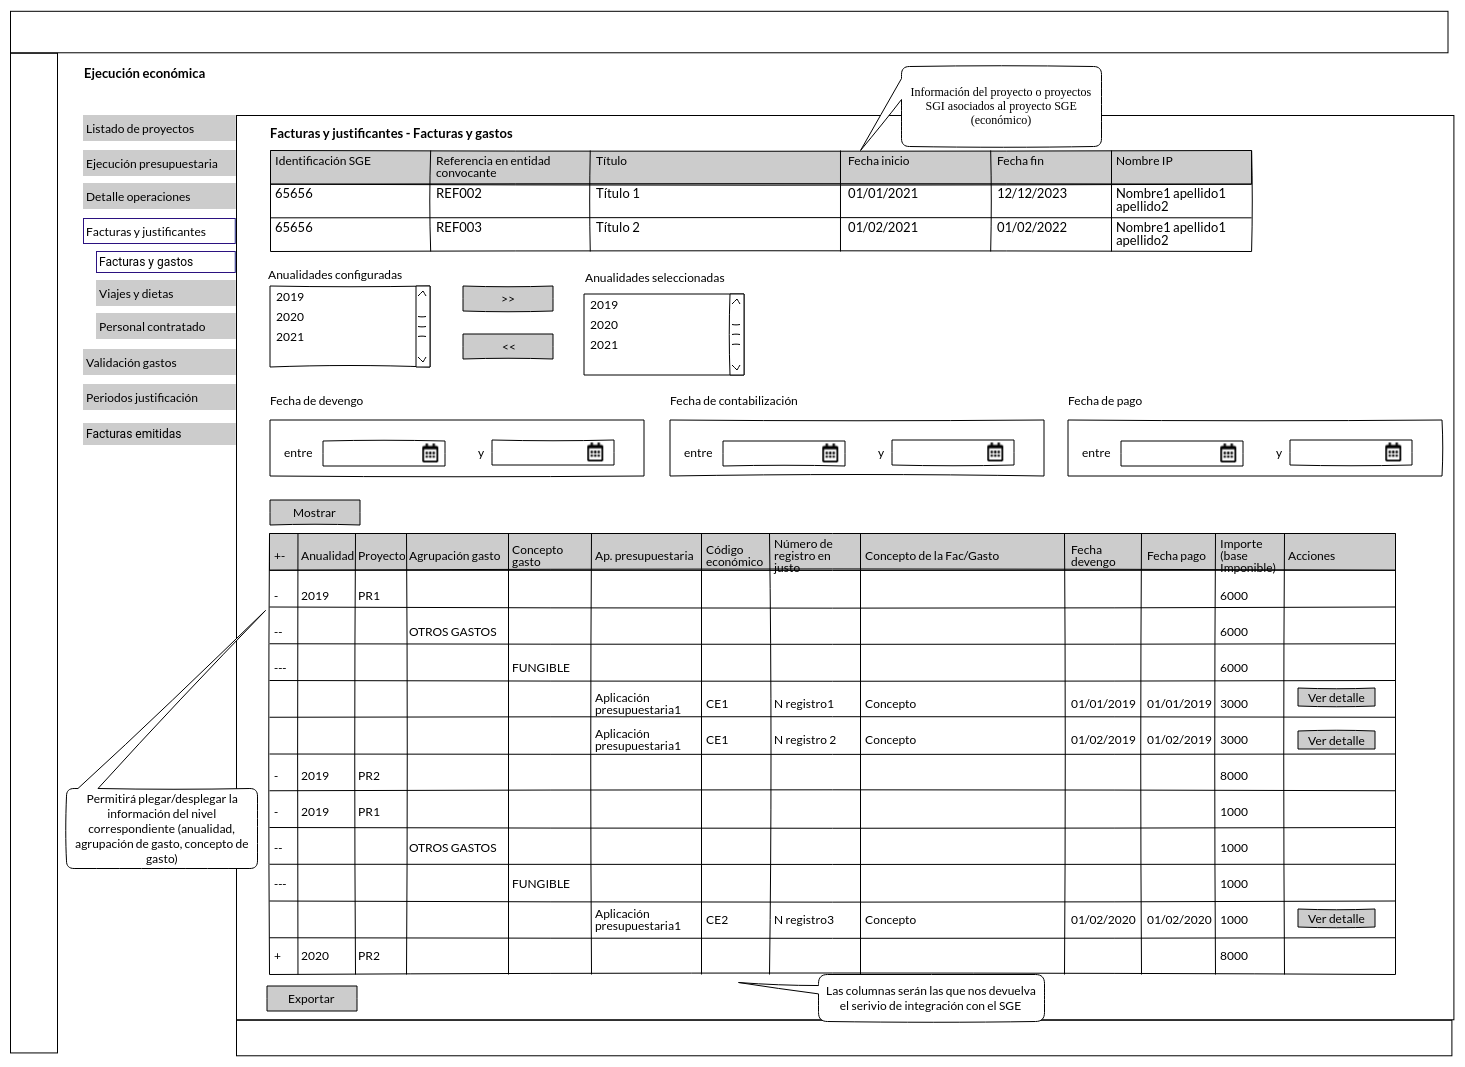 Ejecución económica
Información del proyecto o proyectos
SGI asociados al proyecto SGE
(económico)
Listado de proyectos
Ejecución presupuestaria
Detalle operaciones
Facturas y justificantes
Facturas y gastos
Viajes y dietas
Personal contratado
Validación gastos
Periodos justificación
Facturas emitidas
Facturas y justificantes - Facturas y gastos
Identificación SGE Referencia en entidad convocante Título Fecha inicio Fecha fin Nombre IP
65656 REF002 Título 1 01/01/2021 12/12/2023 Nombre1 apellido1 apellido2
65656 REF003 Título 2 01/02/2021 01/02/2022 Nombre1 apellido1 apellido2
Anualidades configuradas
2019
2020
2021
>>
<<
Anualidades seleccionadas
2019
2020
2021
Fecha de devengo Fecha de contabilización Fecha de pago
entre y entre y entre y
Mostrar
+- Anualidad Proyecto Agrupación gasto Concepto gasto Ap. presupuestaria Código económico Número de registro en justo Concepto de la Fac/Gasto Fecha devengo Fecha pago Importe (base Imponible) Acciones
- 2019 PR1 6000
-- OTROS GASTOS 6000
--- FUNGIBLE 6000
Aplicación presupuestaria1 CE1 N registro1 Concepto 01/01/2019 01/01/2019 3000 Ver detalle
Aplicación presupuestaria1 CE1 N registro 2 Concepto 01/02/2019 01/02/2019 3000 Ver detalle
- 2019 PR2 8000
- 2019 PR1 1000
-- OTROS GASTOS 1000
--- FUNGIBLE 1000
Aplicación presupuestaria1 CE2 N registro3 Concepto 01/02/2020 01/02/2020 1000 Ver detalle
+ 2020 PR2 8000
Permitirá plegar/desplegar la
información del nivel
correspondiente (anualidad,
agrupación de gasto, concepto de
gasto)
Exportar
Las columnas serán las que nos devuelva
el serivio de integración con el SGE